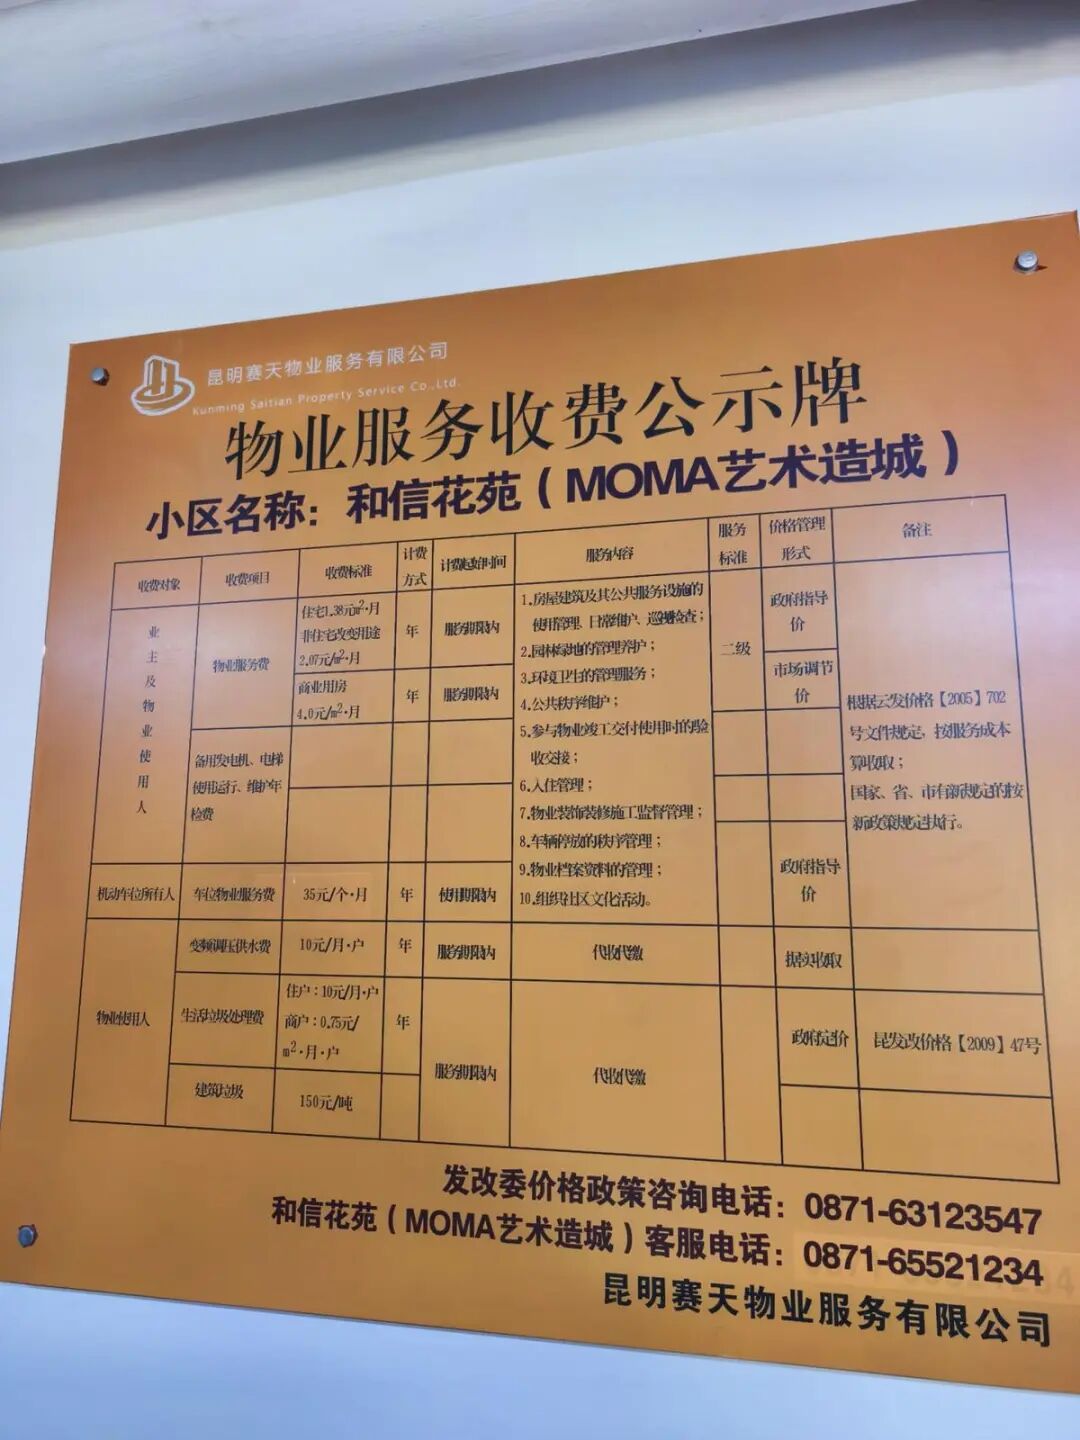 昆明赛天物业服务有限公司
Kunming Saitian Property Service Co.,Ltd.
物业服务收费公示牌
小区名称：和信花苑（MOMA艺术造城）
收费对象
收费项目
收费标准
计费
方式
计费起始时间
服务内容
服务
标准
价格管理
形式
备注
业主及物业使用人
物业服务费
住宅1.38元/m²·月
非住宅改变用途
2.07元/m²·月
年
服务期限内
商业用房
4.0元/m²·月
年
服务期限内
备用发电机、电梯
使用运行、维护年
检费
1.房屋建筑及其公共服务设施的
使用管理、日常维护、巡视检查；
2.园林绿地的管理养护；
3.环境卫生的管理服务；
4.公共秩序维护；
5.参与物业竣工交付使用时的验
收交接；
6.入住管理；
7.物业装饰装修施工监督管理；
8.车辆停放的秩序管理；
9.物业档案资料的管理；
10.组织社区文化活动。
二级
政府指导
价
市场调节
价
政府指导
价
根据云发价格【2005】702
号文件规定，按服务成本
算收取；
国家、省、市有新规定的按
新政策规定执行。
机动车位所有人
车位物业服务费
35元/个·月
年
使用期限内
物业使用人
变频调压供水费
10元/月·户
年
服务期限内
代收代缴
据实收取
生活垃圾处理费
住户：10元/月·户
商户：0.75元/
m²·月·户
年
服务期限内
代收代缴
政府定价
昆发改价格【2009】47号
建筑垃圾
150元/吨
发改委价格政策咨询电话：0871-63123547
和信花苑（MOMA艺术造城）客服电话：0871-65521234
昆明赛天物业服务有限公司